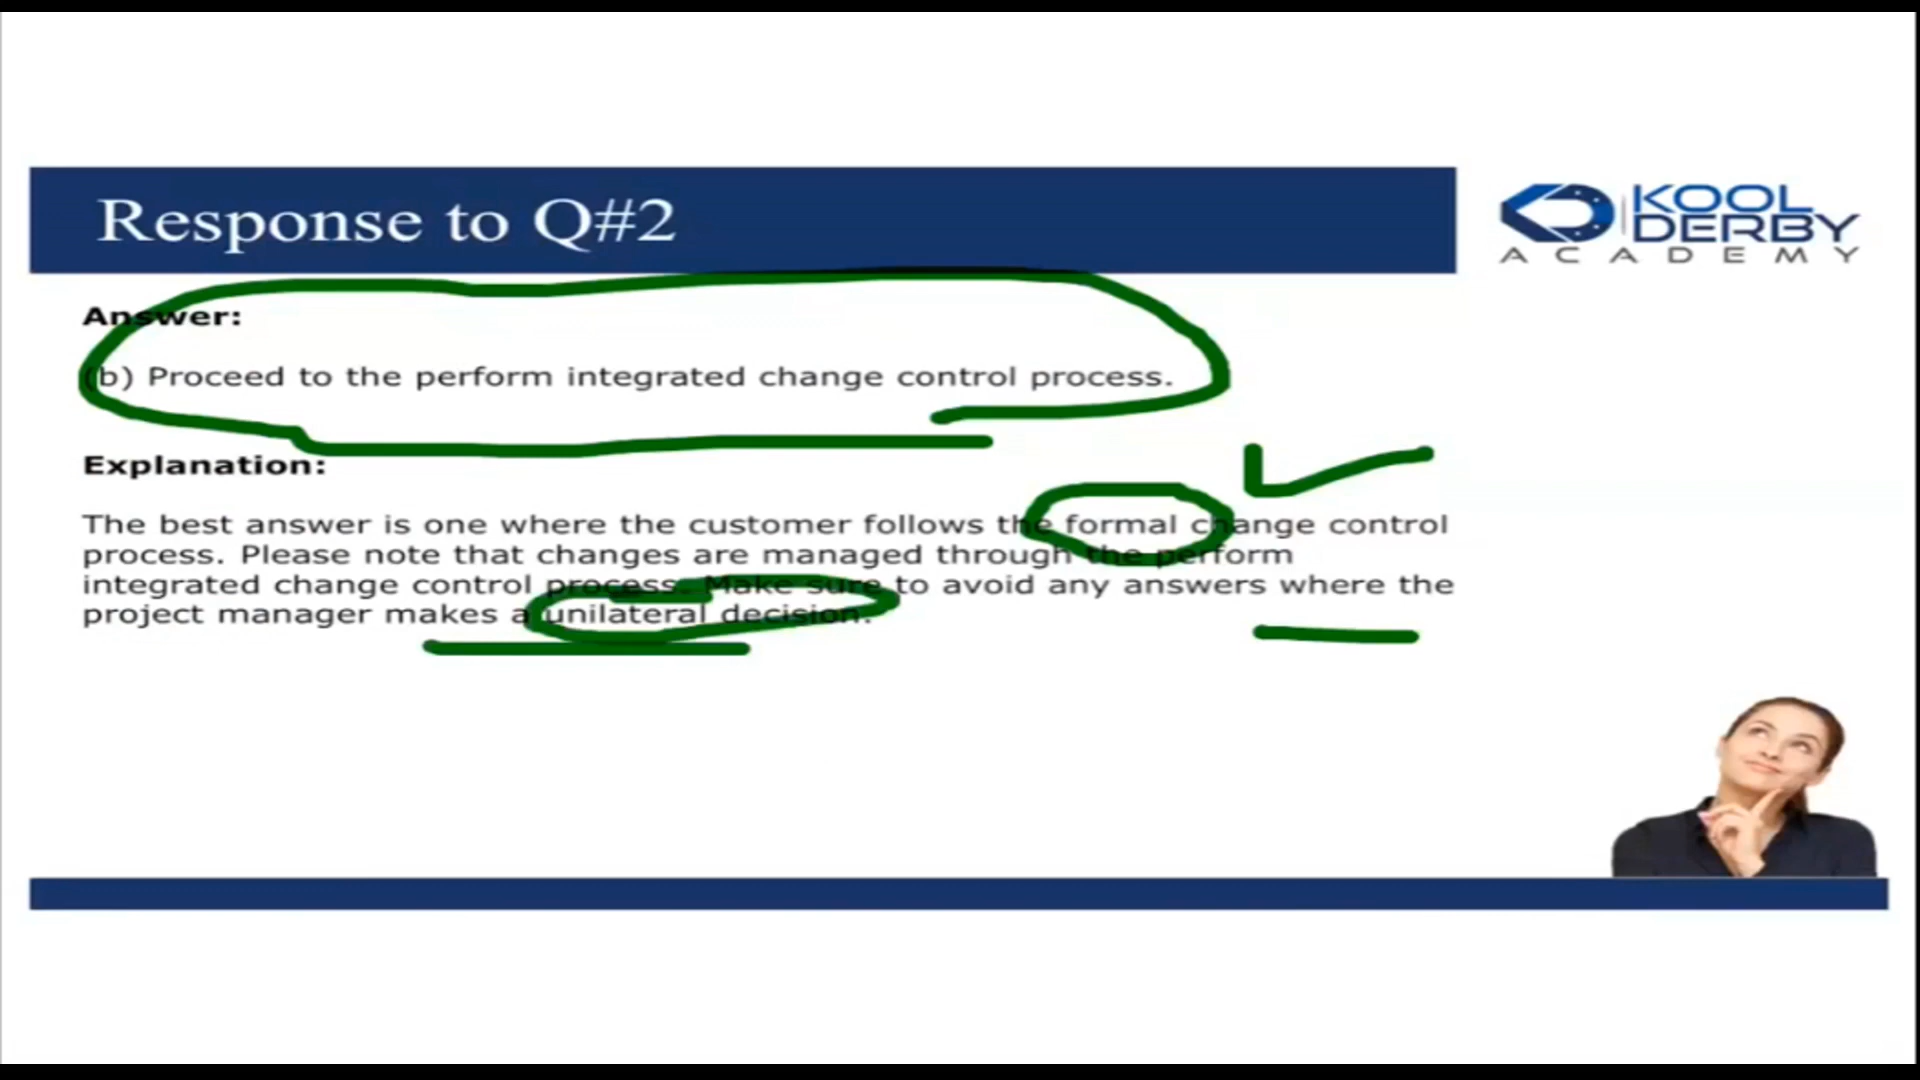 Response to Q#2
KOOL
DERBY
ACADEMY
Answer:
(b) Proceed to the perform integrated change control process.
Explanation:
The best answer is one where the customer follows the formal change control
process. Please note that changes are managed through the perform
integrated change control process. Make sure to avoid any answers where the
project manager makes a unilateral decision.